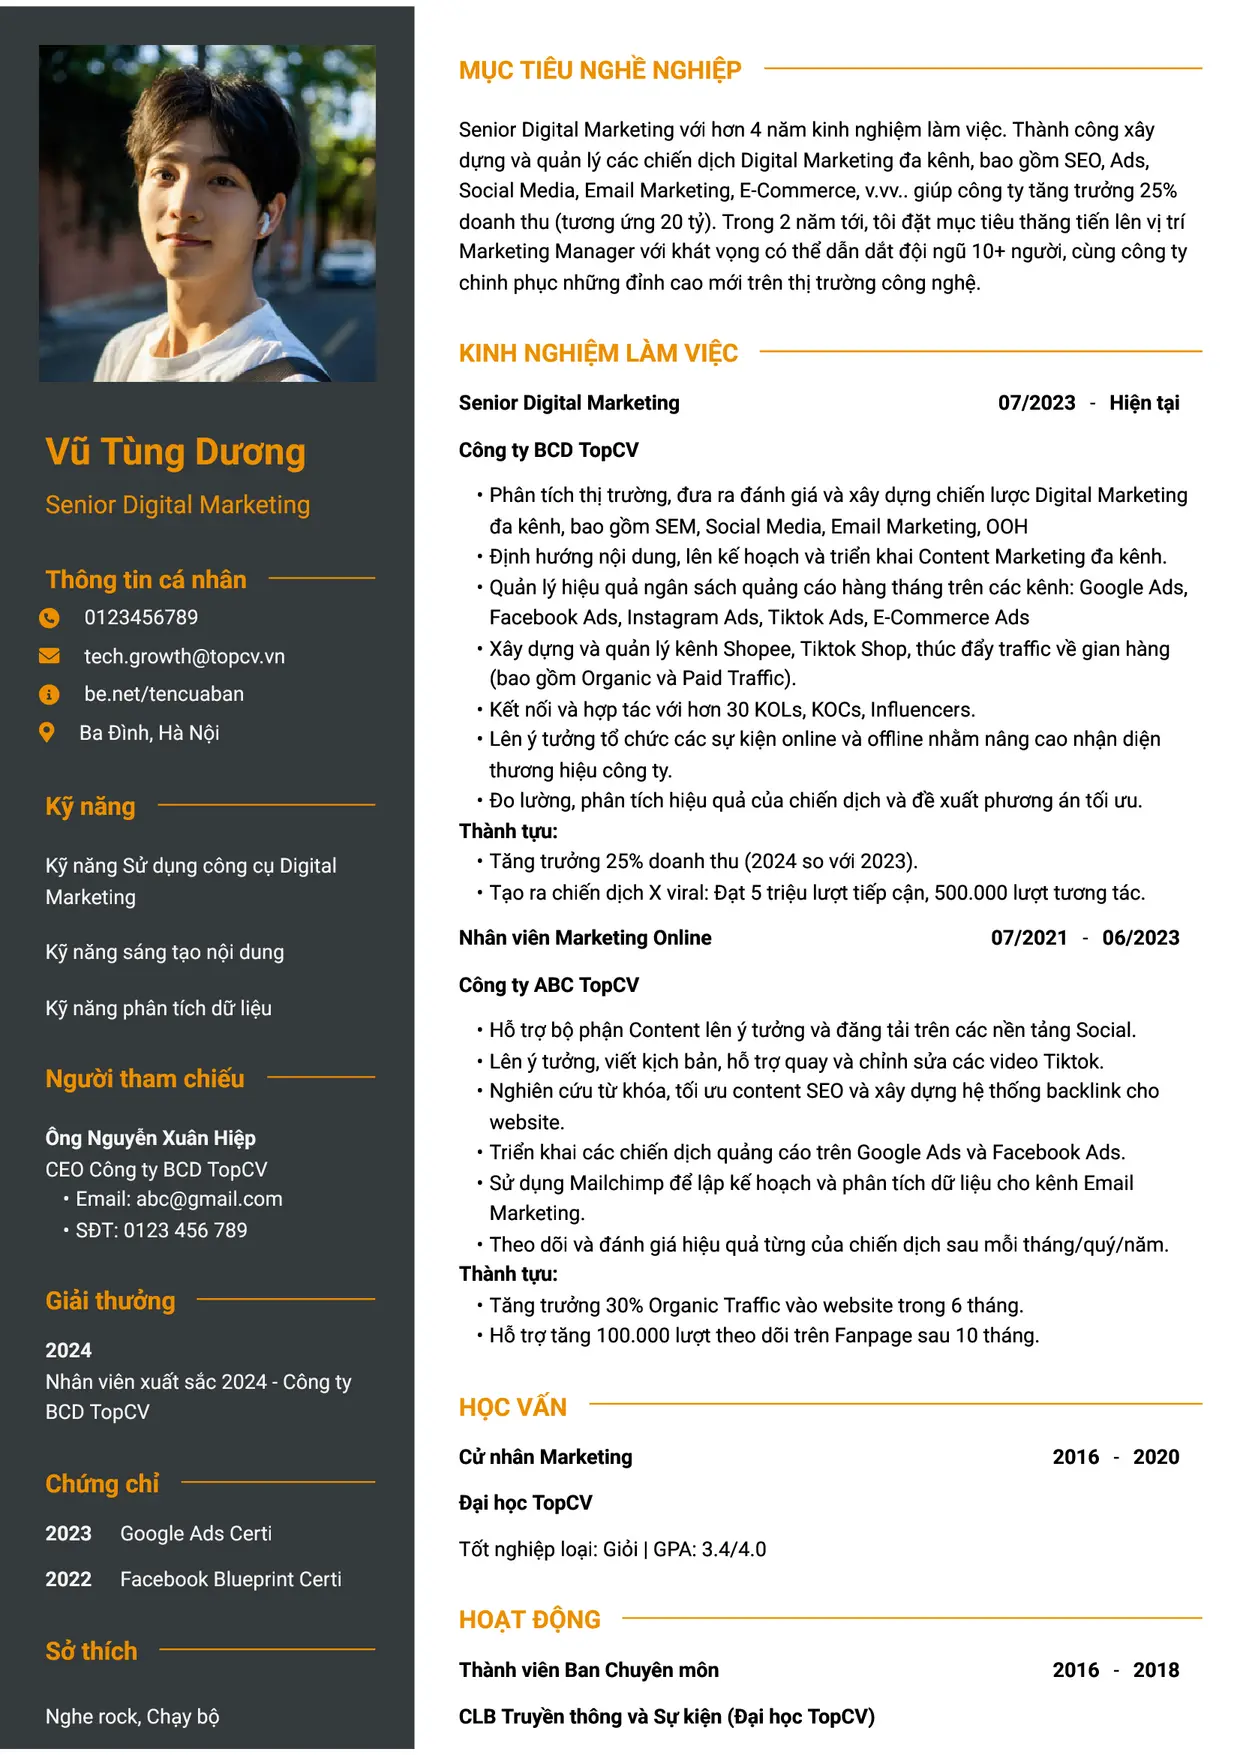 Vũ Tùng Dương
Senior Digital Marketing
Thông tin cá nhân
0123456789
tech.growth@topcv.vn
be.net/tencuaban
Ba Đình, Hà Nội
Kỹ năng
Kỹ năng Sử dụng công cụ Digital
Marketing
Kỹ năng sáng tạo nội dung
Kỹ năng phân tích dữ liệu
Người tham chiếu
Ông Nguyễn Xuân Hiệp
CEO Công ty BCD TopCV
• Email: abc@gmail.com
• SĐT: 0123 456 789
Giải thưởng
2024
Nhân viên xuất sắc 2024 - Công ty
BCD TopCV
Chứng chỉ
2023 Google Ads Certi
2022 Facebook Blueprint Certi
Sở thích
Nghe rock, Chạy bộ
MỤC TIÊU NGHỀ NGHIỆP
Senior Digital Marketing với hơn 4 năm kinh nghiệm làm việc. Thành công xây
dựng và quản lý các chiến dịch Digital Marketing đa kênh, bao gồm SEO, Ads,
Social Media, Email Marketing, E-Commerce, v.vv.. giúp công ty tăng trưởng 25%
doanh thu (tương ứng 20 tỷ). Trong 2 năm tới, tôi đặt mục tiêu thăng tiến lên vị trí
Marketing Manager với khát vọng có thể dẫn dắt đội ngũ 10+ người, cùng công ty
chinh phục những đỉnh cao mới trên thị trường công nghệ.
KINH NGHIỆM LÀM VIỆC
Senior Digital Marketing 07/2023 - Hiện tại
Công ty BCD TopCV
• Phân tích thị trường, đưa ra đánh giá và xây dựng chiến lược Digital Marketing
đa kênh, bao gồm SEM, Social Media, Email Marketing, OOH
• Định hướng nội dung, lên kế hoạch và triển khai Content Marketing đa kênh.
• Quản lý hiệu quả ngân sách quảng cáo hàng tháng trên các kênh: Google Ads,
Facebook Ads, Instagram Ads, Tiktok Ads, E-Commerce Ads
• Xây dựng và quản lý kênh Shopee, Tiktok Shop, thúc đẩy traffic về gian hàng
(bao gồm Organic và Paid Traffic).
• Kết nối và hợp tác với hơn 30 KOLs, KOCs, Influencers.
• Lên ý tưởng tổ chức các sự kiện online và offline nhằm nâng cao nhận diện
thương hiệu công ty.
• Đo lường, phân tích hiệu quả của chiến dịch và đề xuất phương án tối ưu.
Thành tựu:
• Tăng trưởng 25% doanh thu (2024 so với 2023).
• Tạo ra chiến dịch X viral: Đạt 5 triệu lượt tiếp cận, 500.000 lượt tương tác.
Nhân viên Marketing Online 07/2021 - 06/2023
Công ty ABC TopCV
• Hỗ trợ bộ phận Content lên ý tưởng và đăng tải trên các nền tảng Social.
• Lên ý tưởng, viết kịch bản, hỗ trợ quay và chỉnh sửa các video Tiktok.
• Nghiên cứu từ khóa, tối ưu content SEO và xây dựng hệ thống backlink cho
website.
• Triển khai các chiến dịch quảng cáo trên Google Ads và Facebook Ads.
• Sử dụng Mailchimp để lập kế hoạch và phân tích dữ liệu cho kênh Email
Marketing.
• Theo dõi và đánh giá hiệu quả từng của chiến dịch sau mỗi tháng/quý/năm.
Thành tựu:
• Tăng trưởng 30% Organic Traffic vào website trong 6 tháng.
• Hỗ trợ tăng 100.000 lượt theo dõi trên Fanpage sau 10 tháng.
HỌC VẤN
Cử nhân Marketing 2016 - 2020
Đại học TopCV
Tốt nghiệp loại: Giỏi | GPA: 3.4/4.0
HOẠT ĐỘNG
Thành viên Ban Chuyên môn 2016 - 2018
CLB Truyền thông và Sự kiện (Đại học TopCV)